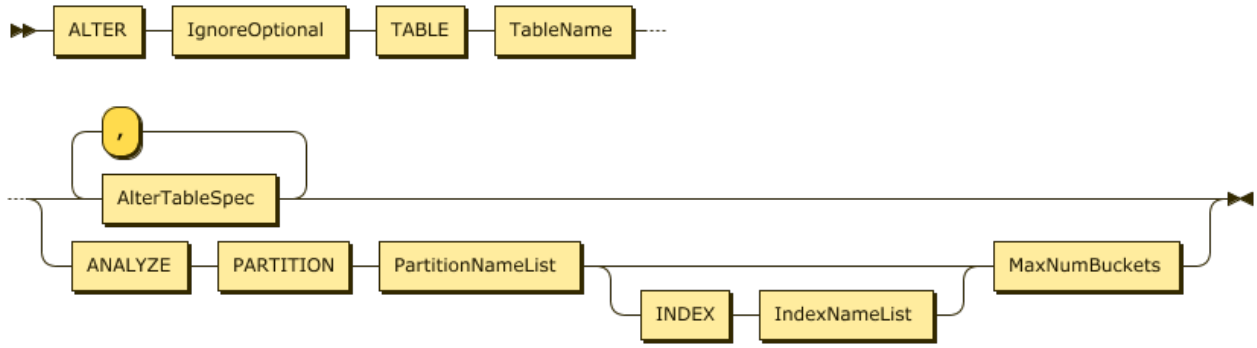 ALTER IgnoreOptional TABLE TableName
,
AlterTableSpec
ANALYZE PARTITION PartitionNameList MaxNumBuckets
INDEX IndexNameList